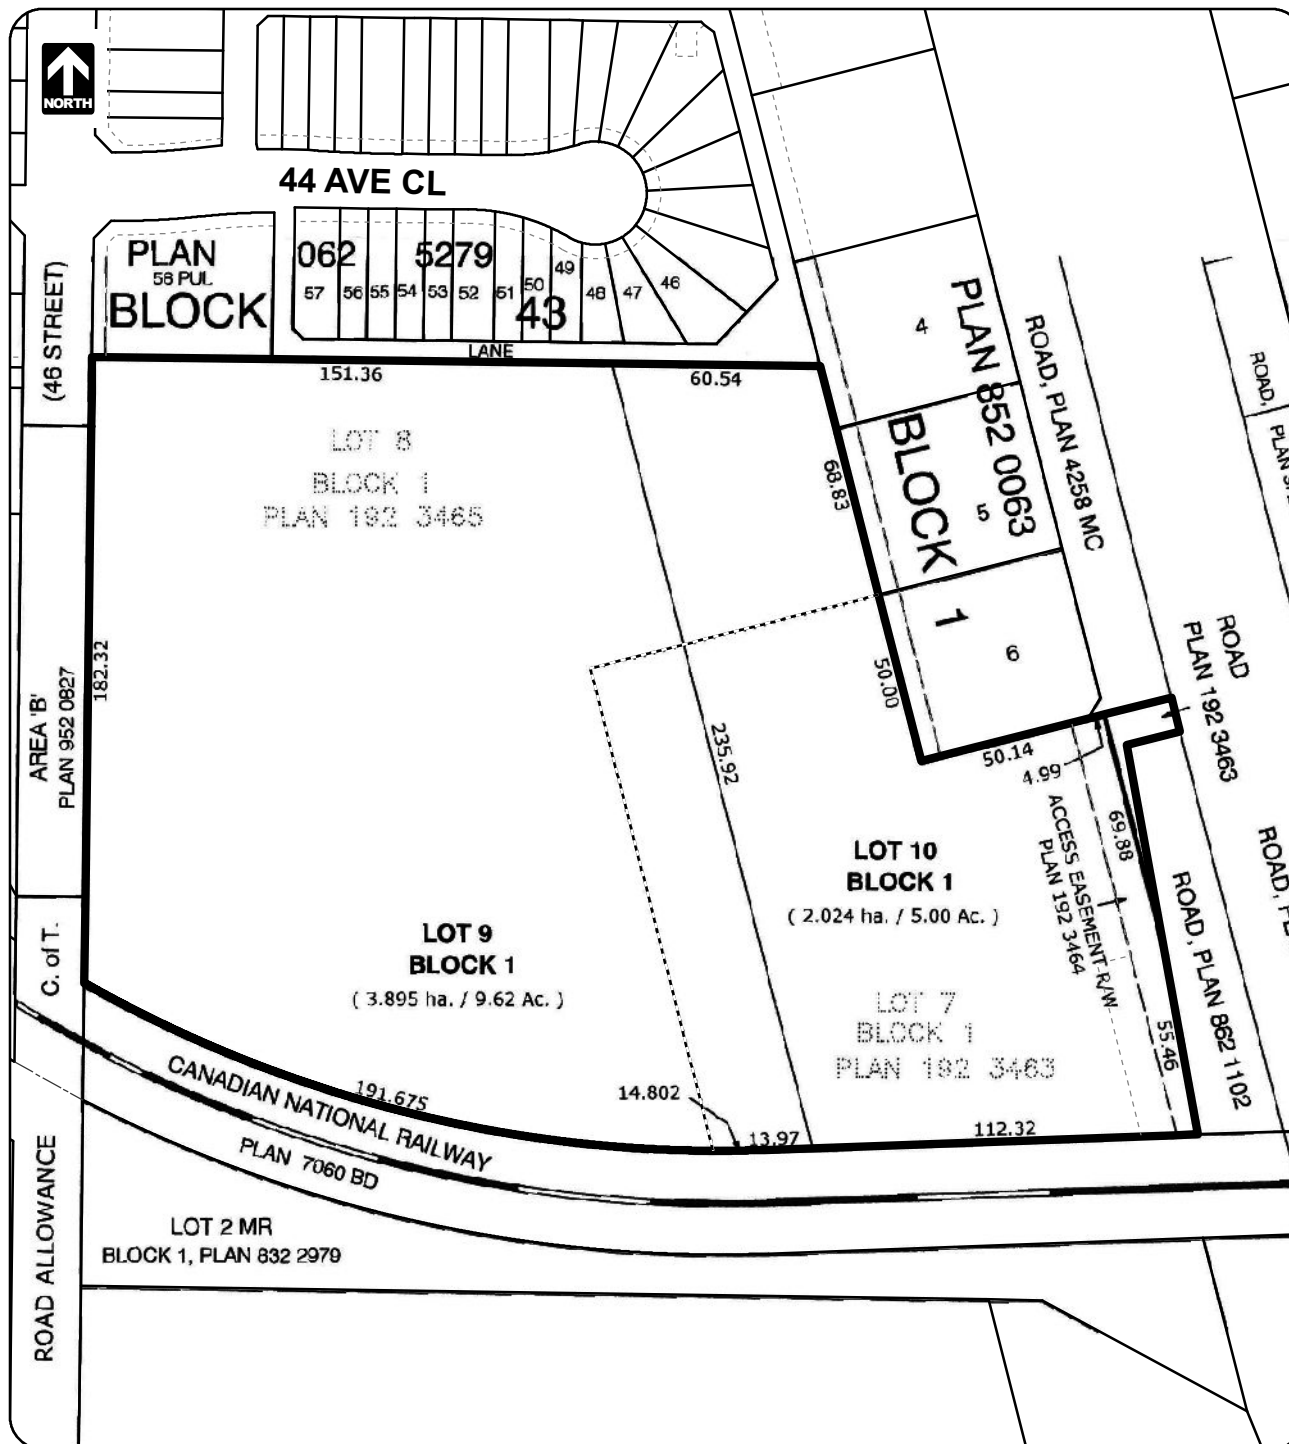 NORTH
44 AVE CL
PLAN
58 PUL
BLOCK
062
5279
57
56
55
54
53
52
51
50
49
43
48
47
46
LANE
(46 STREET)
151.36
60.54
LOT 8
BLOCK 1
PLAN 192 3465
68.83
4
PLAN 852 0063
BLOCK
1
5
6
ROAD, PLAN 4258 MC
ROAD,
ROAD
PLAN 192 3463
182.32
AREA 'B'
PLAN 952 0827
50.00
235.92
50.14
4.99
69.88
ACCESS EASEMENT R/W
PLAN 192 3464
LOT 10
BLOCK 1
( 2.024 ha. / 5.00 Ac. )
LOT 9
BLOCK 1
( 3.895 ha. / 9.62 Ac. )
LOT 7
BLOCK 1
PLAN 192 3463
ROAD, PLAN 862 1102
55.46
C. of T.
CANADIAN NATIONAL RAILWAY
191.675
14.802
13.97
112.32
PLAN 7060 BD
LOT 2 MR
BLOCK 1, PLAN 832 2979
ROAD ALLOWANCE